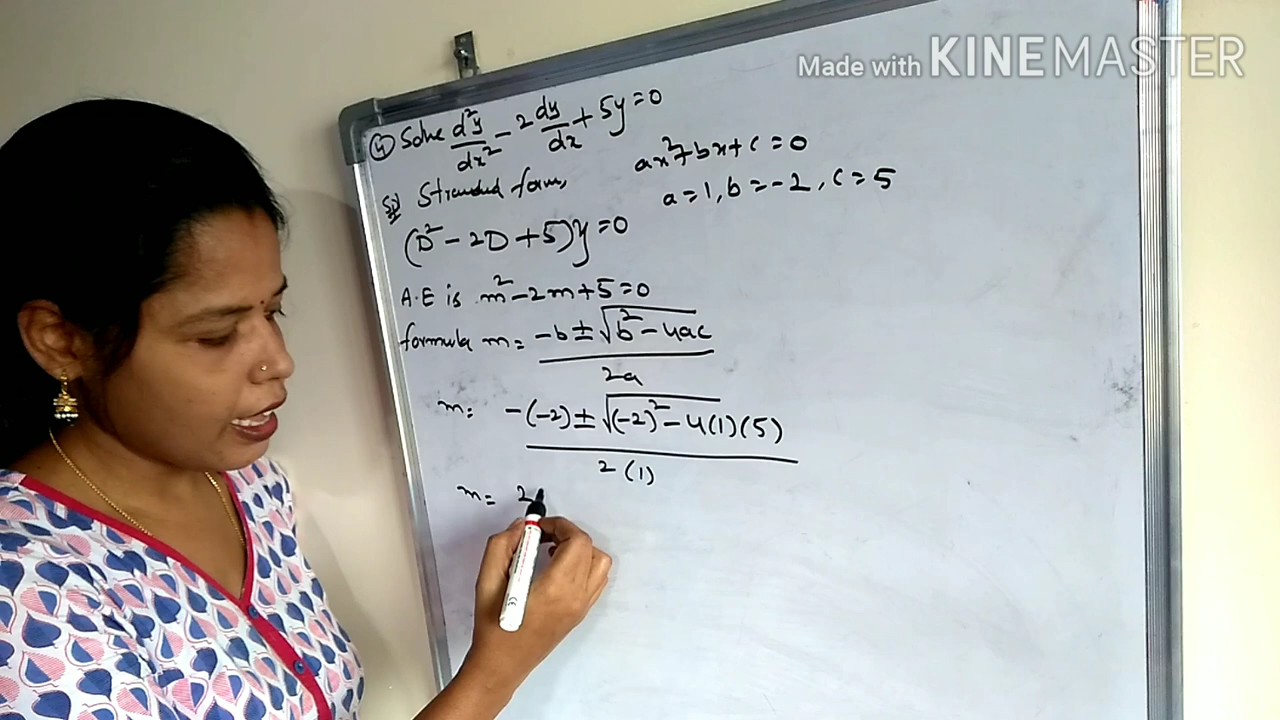 Made with KINEMASTER
4) Solve d²y/dx² - 2 dy/dx + 5y = 0
Sol Stranded form,
ax² + bx + c = 0
a = 1, b = -2, c = 5
(D² - 2D + 5)y = 0
A.E is m² - 2m + 5 = 0
formula m = -b ± √b² - 4ac / 2a
m = -(-2) ± √(-2)² - 4(1)(5) / 2(1)
m = 2